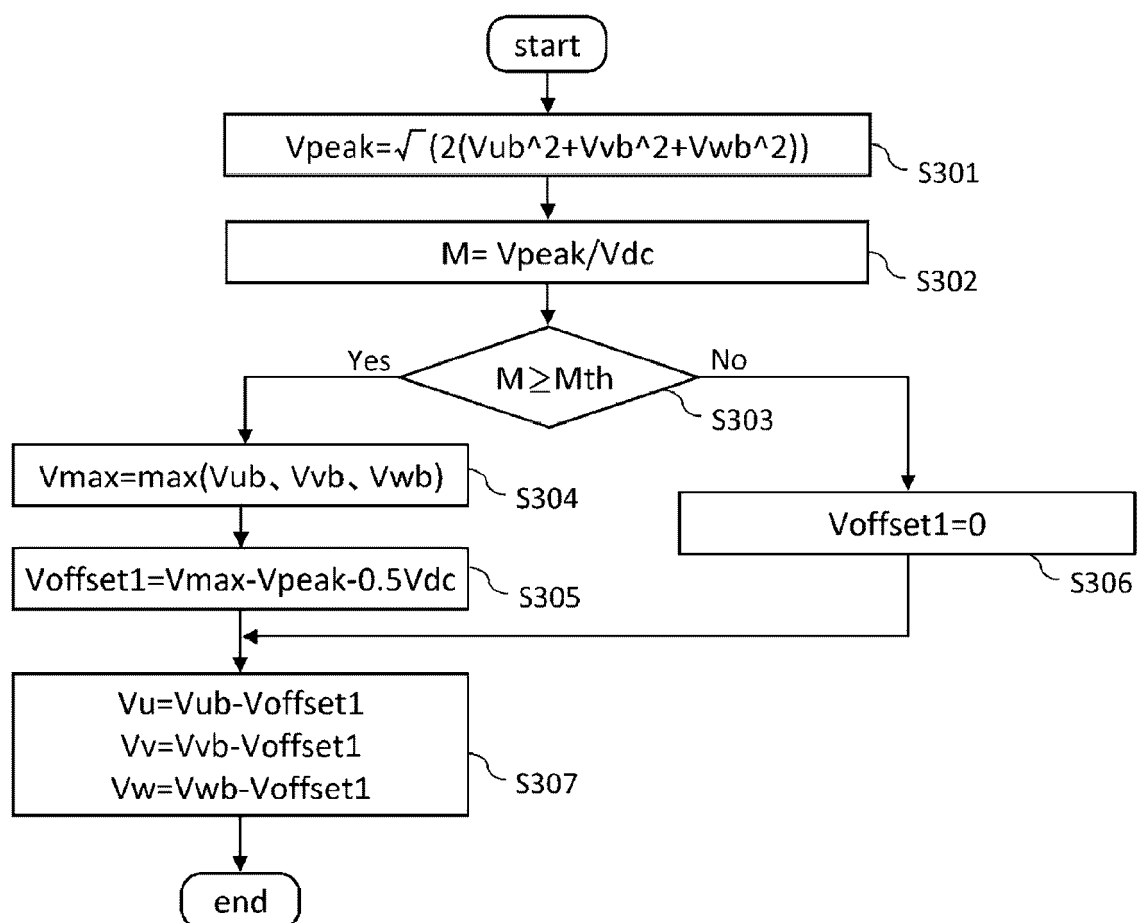 start
Vpeak=√(2(Vub^2+Vvb^2+Vwb^2))
S301
M= Vpeak/Vdc
S302
Yes
M≧Mth
No
S303
Vmax=max(Vub、Vvb、Vwb)
S304
Voffset1=0
S306
Voffset1=Vmax-Vpeak-0.5Vdc
S305
Vu=Vub-Voffset1
Vv=Vvb-Voffset1
Vw=Vwb-Voffset1
S307
end